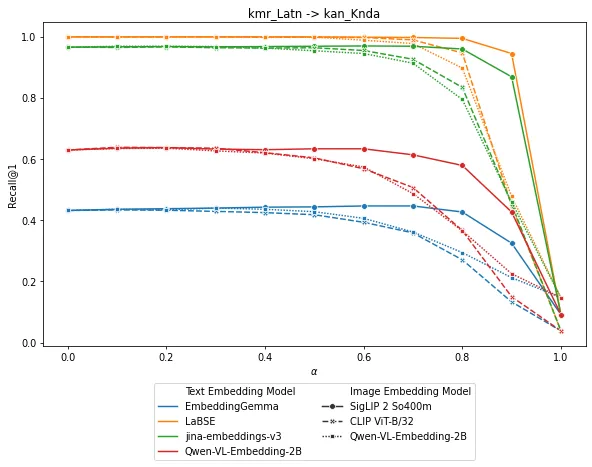 kmr_Latn -> kan_Knda
Recall@1
1.0
0.8
0.6
0.4
0.2
0.0
0.0 0.2 0.4 0.6 0.8 1.0
α
Text Embedding Model
EmbeddingGemma
LaBSE
jina-embeddings-v3
Qwen-VL-Embedding-2B
Image Embedding Model
SigLIP 2 So400m
CLIP ViT-B/32
Qwen-VL-Embedding-2B